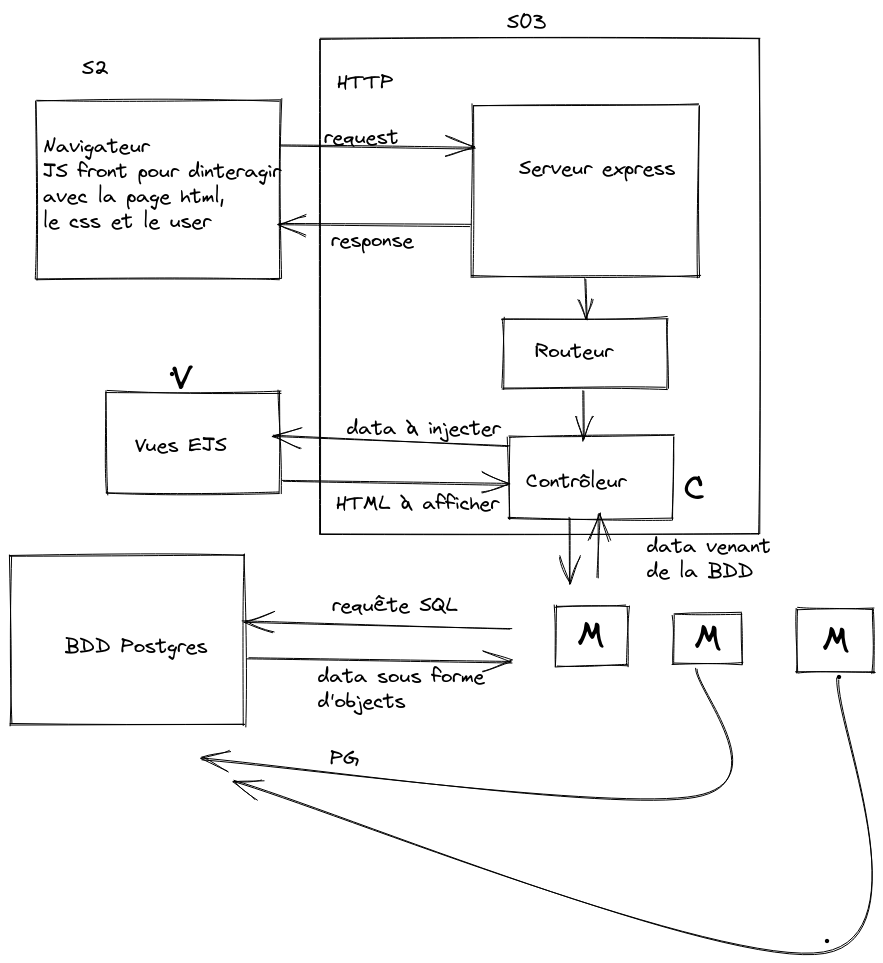 S03
S2
HTTP
Navigateur
JS front pour dinteragir
avec la page html,
le css et le user
request
response
Serveur express
Routeur
V
Vues EJS
data à injecter
HTML à afficher
Contrôleur
C
data venant
de la BDD
BDD Postgres
requête SQL
data sous forme
d'objects
M
M
M
PG